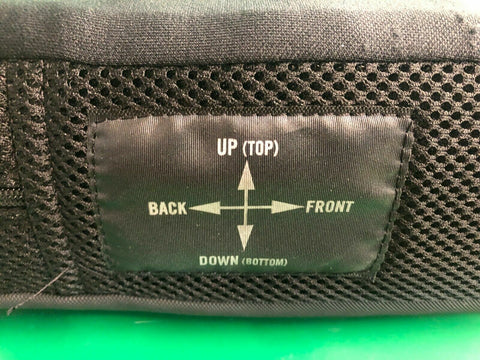 UP (TOP)
BACK FRONT
DOWN (BOTTOM)